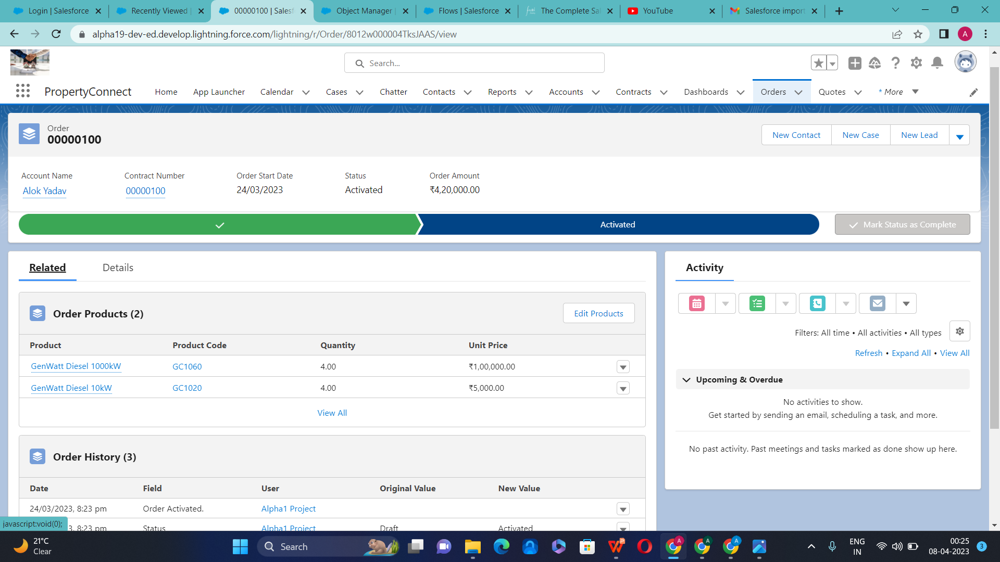 Login | Salesforce
Recently Viewed |
00000100 | Salesf
Object Manager |
Flows | Salesforce
The Complete Sal
YouTube
Salesforce import
alpha19-dev-ed.develop.lightning.force.com/lightning/r/Order/8012w000004TksJAAS/view
A
Search...
PropertyConnect
Home
App Launcher
Calendar
Cases
Chatter
Contacts
Reports
Accounts
Contracts
Dashboards
Orders
Quotes
* More
Order
00000100
New Contact
New Case
New Lead
Account Name
Contract Number
Order Start Date
Status
Order Amount
Alok Yadav
00000100
24/03/2023
Activated
₹4,20,000.00
Activated
Mark Status as Complete
Related
Details
Order Products (2)
Edit Products
Product
Product Code
Quantity
Unit Price
GenWatt Diesel 1000kW
GC1060
4.00
₹1,00,000.00
GenWatt Diesel 10kW
GC1020
4.00
₹5,000.00
View All
Order History (3)
Date
Field
User
Original Value
New Value
24/03/2023, 8:23 pm
Order Activated.
Alpha1 Project
3, 8:23 pm
Status
Alpha1 Project
Draft
Activated
Activity
Filters: All time • All activities • All types
Refresh • Expand All • View All
Upcoming & Overdue
No activities to show.
Get started by sending an email, scheduling a task, and more.
No past activity. Past meetings and tasks marked as done show up here.
javascript:void(0);
21°C
Clear
Search
A
A
A
ENG
IN
00:25
08-04-2023
3